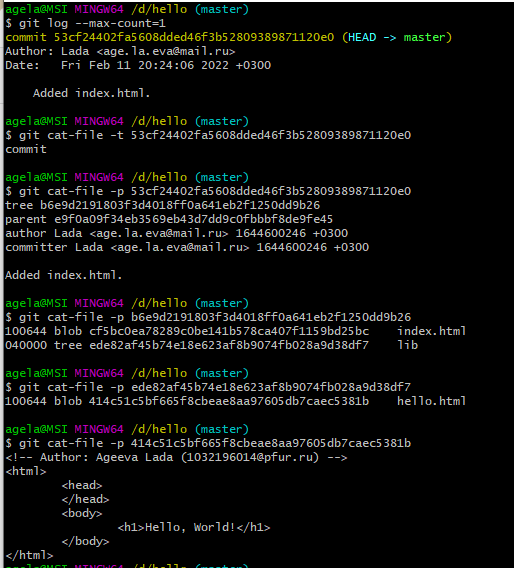 agela@MSI MINGW64 /d/hello (master)
$ git log --max-count=1
commit 53cf24402fa5608dded46f3b52809389871120e0 (HEAD -> master)
Author: Lada <age.la.eva@mail.ru>
Date:   Fri Feb 11 20:24:06 2022 +0300

    Added index.html.

agela@MSI MINGW64 /d/hello (master)
$ git cat-file -t 53cf24402fa5608dded46f3b52809389871120e0
commit

agela@MSI MINGW64 /d/hello (master)
$ git cat-file -p 53cf24402fa5608dded46f3b52809389871120e0
tree b6e9d2191803f3d4018ff0a641eb2f1250dd9b26
parent e9f0a09f34eb3569eb43d7dd9c0fbbbf8de9fe45
author Lada <age.la.eva@mail.ru> 1644600246 +0300
committer Lada <age.la.eva@mail.ru> 1644600246 +0300

Added index.html.

agela@MSI MINGW64 /d/hello (master)
$ git cat-file -p b6e9d2191803f3d4018ff0a641eb2f1250dd9b26
100644 blob cf5bc0ea78289c0be141b578ca407f1159bd25bc    index.html
040000 tree ede82af45b74e18e623af8b9074fb028a9d38df7    lib

agela@MSI MINGW64 /d/hello (master)
$ git cat-file -p ede82af45b74e18e623af8b9074fb028a9d38df7
100644 blob 414c51c5bf665f8cbeae8aa97605db7caec5381b    hello.html

agela@MSI MINGW64 /d/hello (master)
$ git cat-file -p 414c51c5bf665f8cbeae8aa97605db7caec5381b
<!-- Author: Ageeva Lada (1032196014@pfur.ru) -->
<html>
        <head>
        </head>
        <body>
                <h1>Hello, World!</h1>
        </body>
</html>
agela@MSI MINGW64 /d/hello (master)